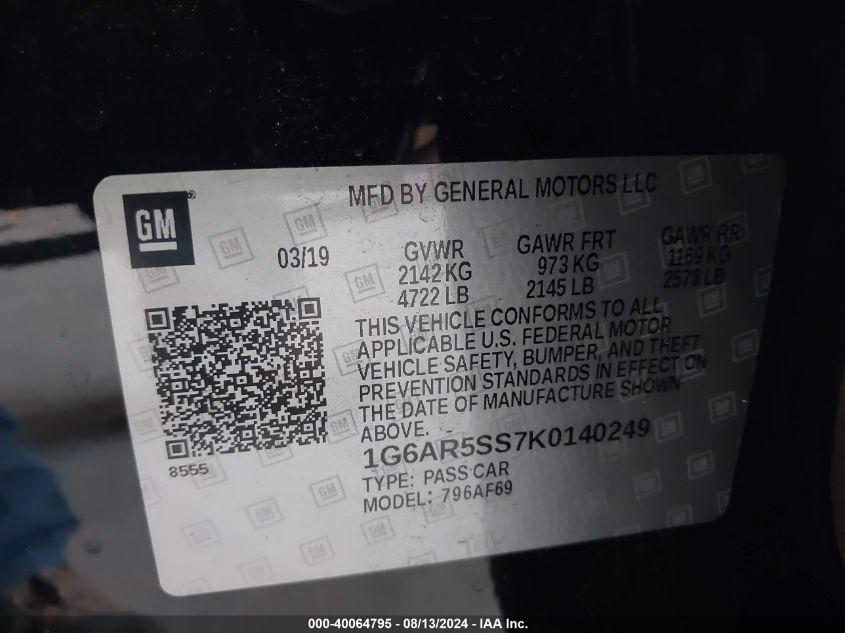 MFD BY GENERAL MOTORS LLC
GM®
03/19
GVWR
2142 KG
4722 LB
GAWR FRT
973 KG
2145 LB
GAWR RR
1169 KG
2578 LB
THIS VEHICLE CONFORMS TO ALL
APPLICABLE U.S. FEDERAL MOTOR
VEHICLE SAFETY, BUMPER, AND THEFT
PREVENTION STANDARDS IN EFFECT ON
THE DATE OF MANUFACTURE SHOWN
ABOVE.
8555
1G6AR5SS7K0140249
TYPE: PASS CAR
MODEL: 796AF69
000-40064795 - 08/13/2024 - IAA Inc.